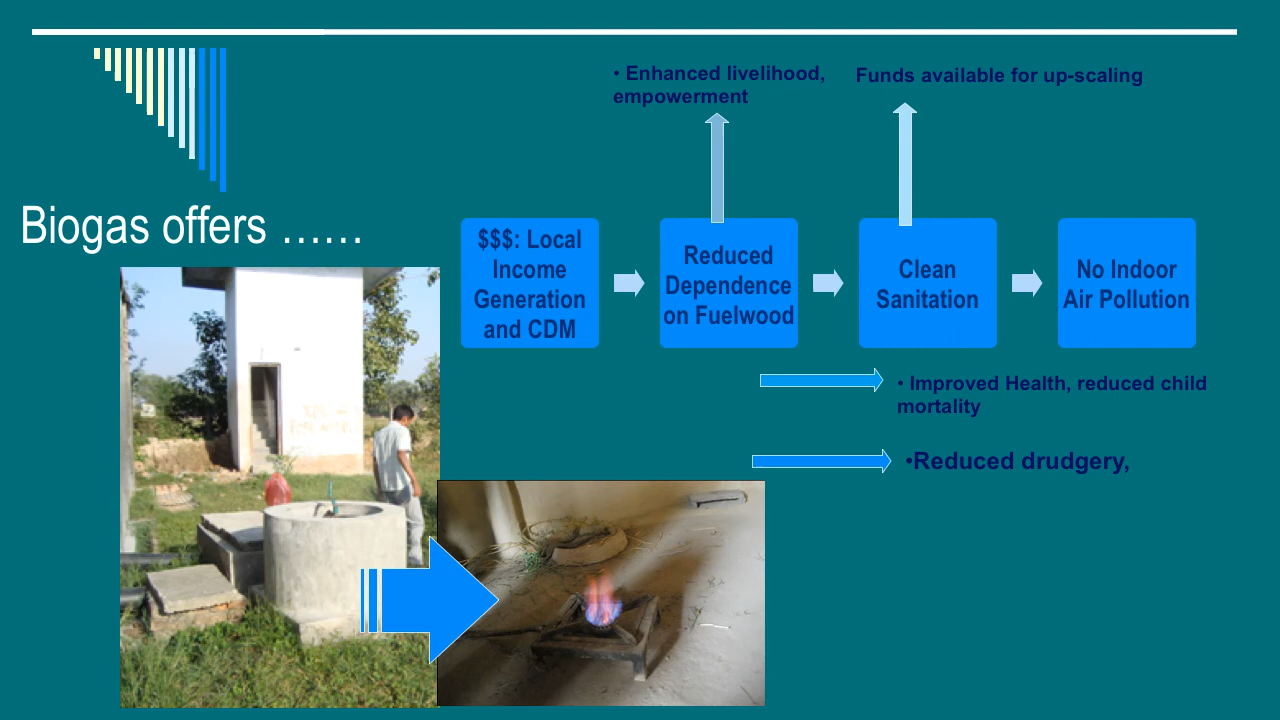 • Enhanced livelihood,
empowerment
Funds available for up-scaling
Biogas offers ……
$$$: Local
Income
Generation
and CDM
Reduced
Dependence
on Fuelwood
Clean
Sanitation
No Indoor
Air Pollution
• Improved Health, reduced child
mortality
•Reduced drudgery,